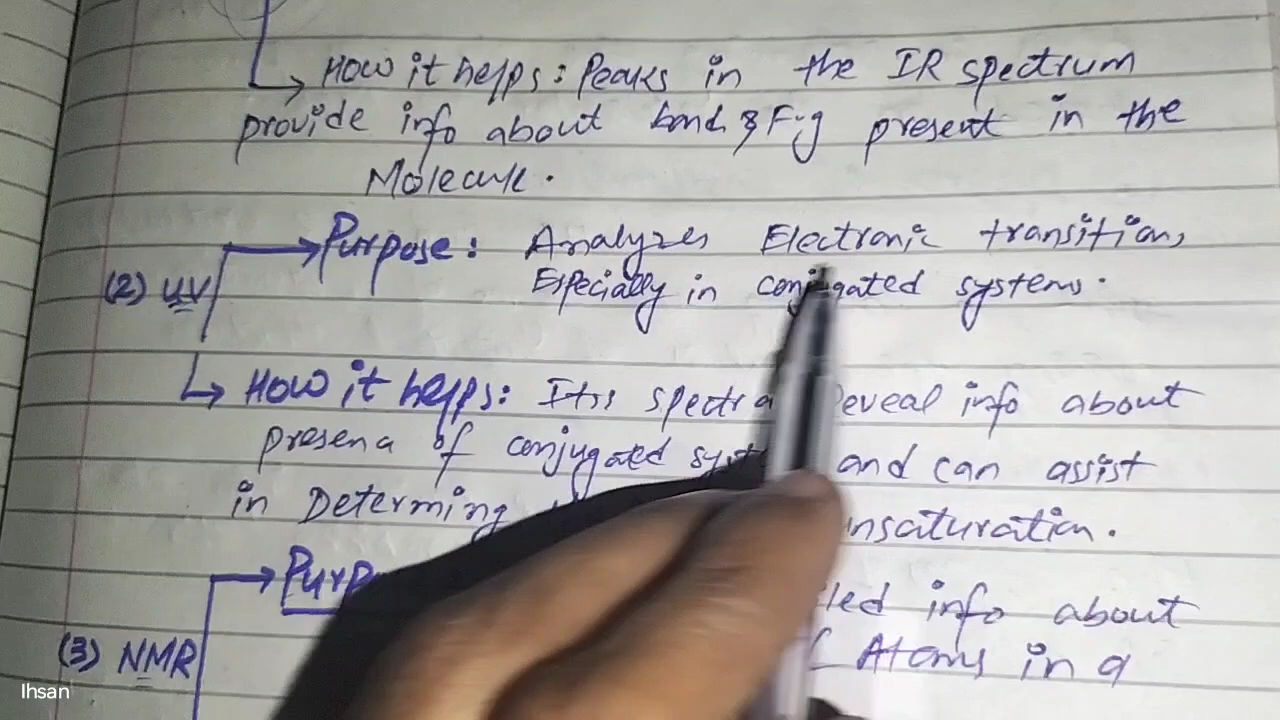 How it helps: Peaks in the IR spectrum
provide info about bond & F.g present in the
Molecule.
Purpose: Analyzes Electronic transition,
(2) UV
Especially in conjugated systems.
How it helps: Its spectra reveal info about
presence of conjugated and can assist
in Determing unsaturation.
Purp
info about
(3) NMR
Atoms in a
Ihsan